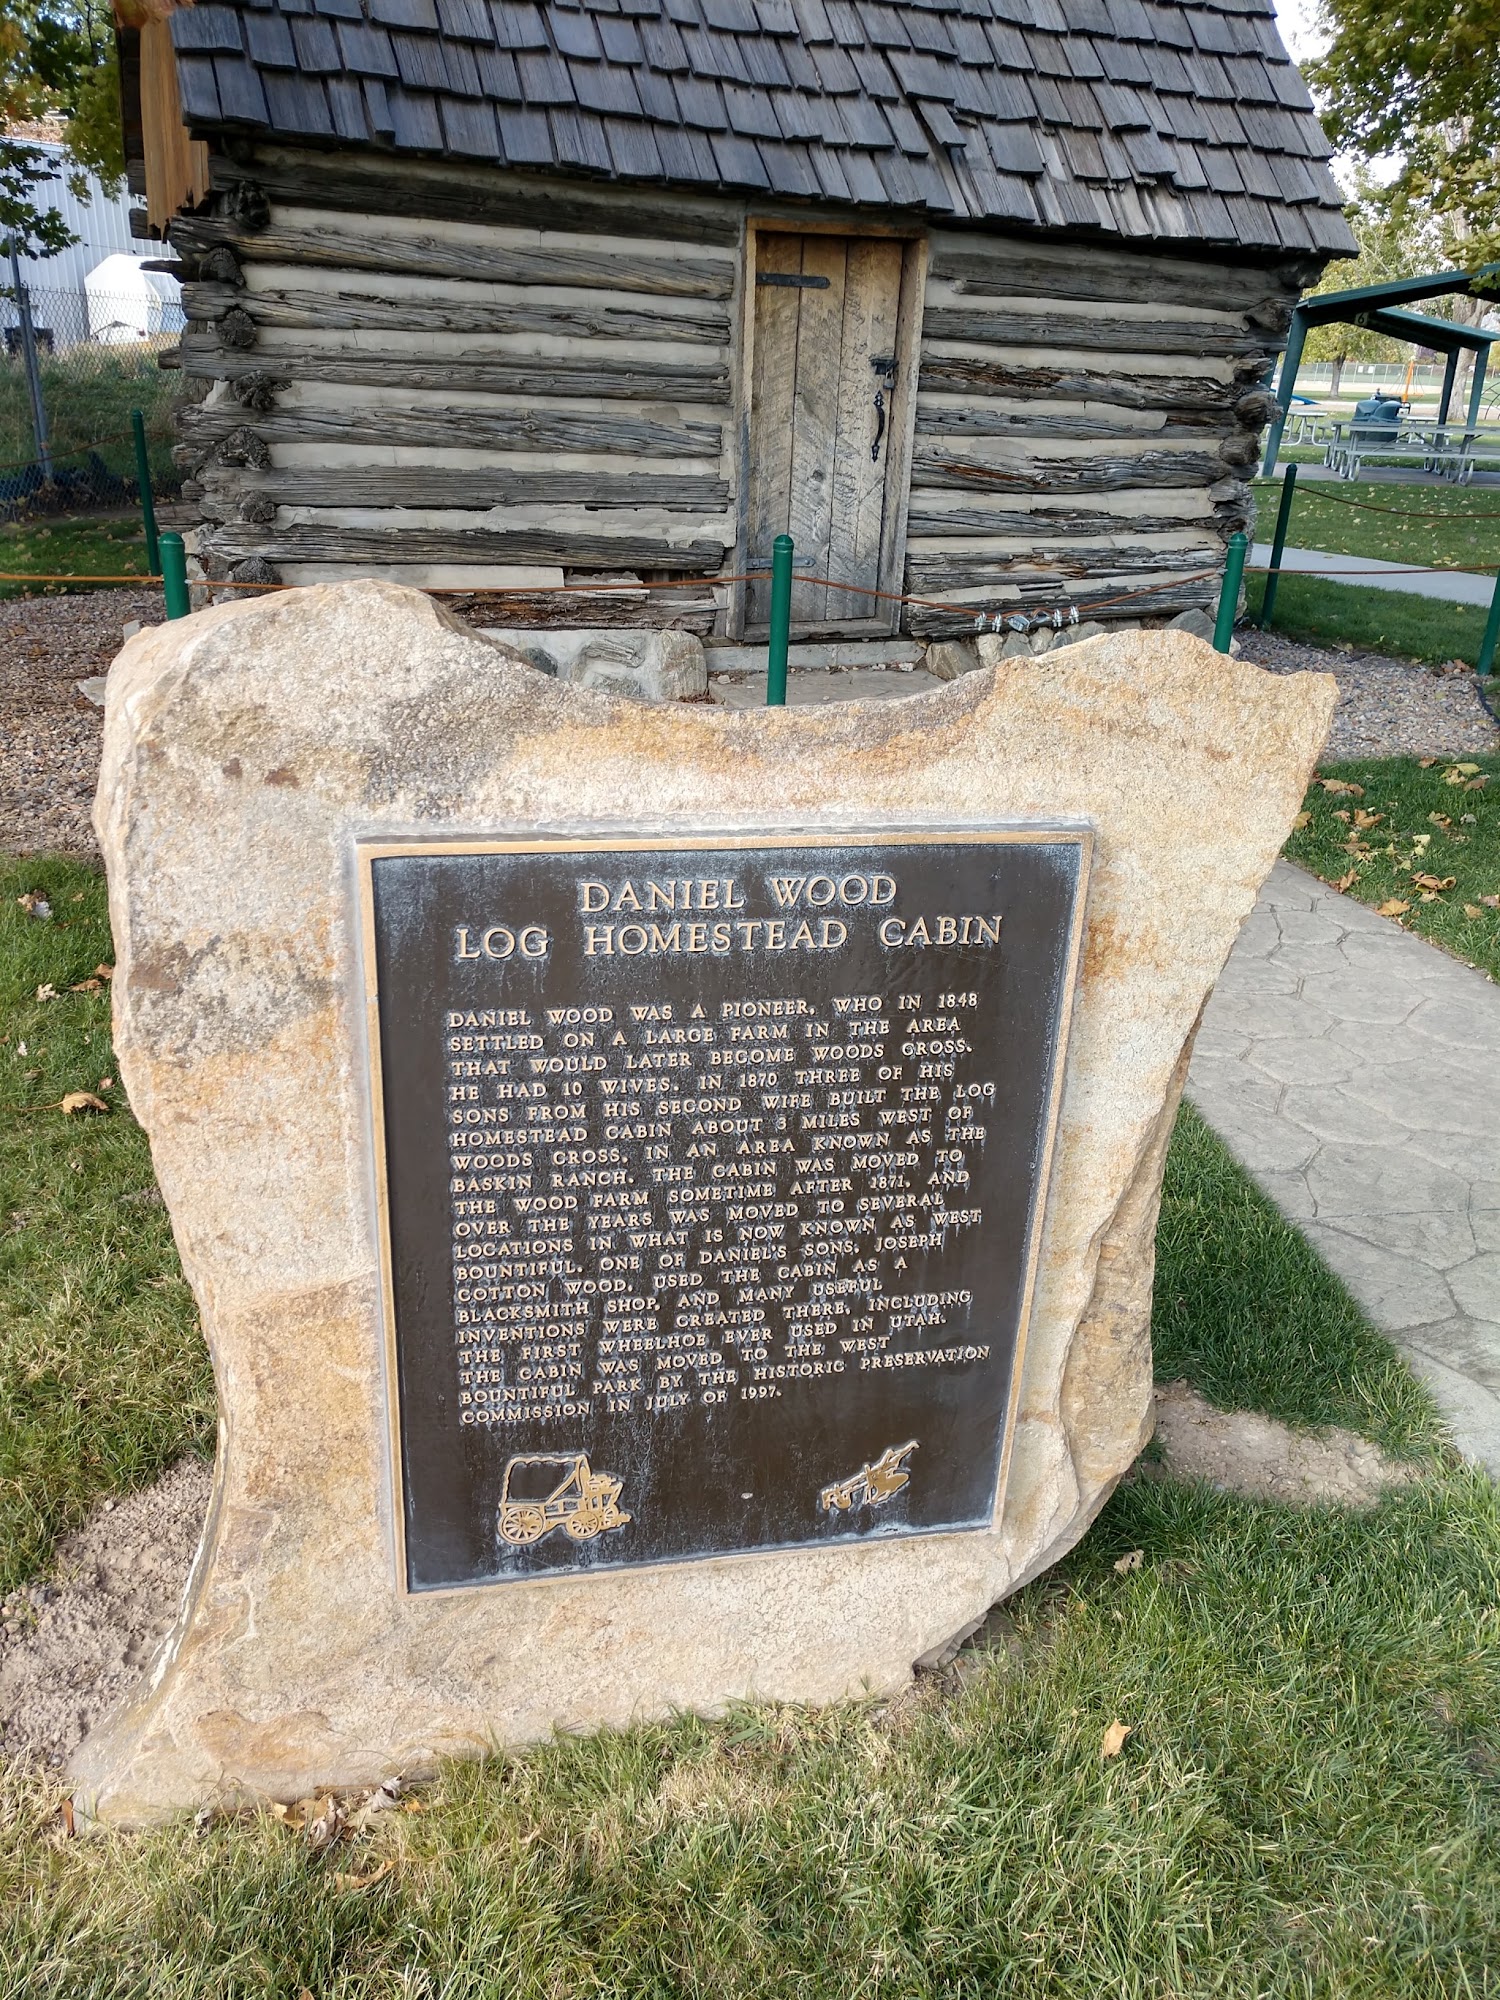 DANIEL WOOD
LOG HOMESTEAD CABIN
DANIEL WOOD WAS A PIONEER, WHO IN 1848
SETTLED ON A LARGE FARM IN THE AREA
THAT WOULD LATER BECOME WOODS CROSS.
HE HAD 10 WIVES. IN 1870 THREE OF HIS
SONS FROM HIS SECOND WIFE BUILT THE LOG
HOMESTEAD CABIN ABOUT 3 MILES WEST OF
WOODS CROSS, IN AN AREA KNOWN AS THE
BASKIN RANCH. THE CABIN WAS MOVED TO
THE WOOD FARM SOMETIME AFTER 1871, AND
OVER THE YEARS WAS MOVED TO SEVERAL
LOCATIONS IN WHAT IS NOW KNOWN AS WEST
BOUNTIFUL. ONE OF DANIEL'S SONS, JOSEPH
COTTON WOOD, USED THE CABIN AS A
BLACKSMITH SHOP, AND MANY USEFUL
INVENTIONS WERE CREATED THERE, INCLUDING
THE FIRST WHEELHOE EVER USED IN UTAH.
THE CABIN WAS MOVED TO THE WEST
BOUNTIFUL PARK BY THE HISTORIC PRESERVATION
COMMISSION IN JULY OF 1997.